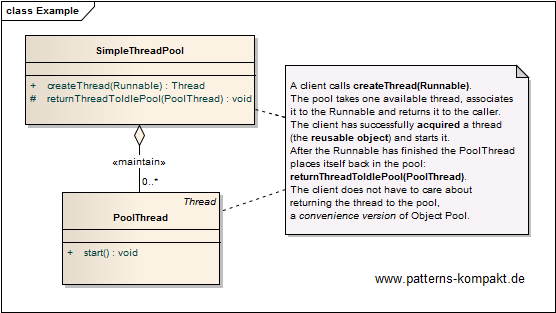 class Example
SimpleThreadPool
+ createThread(Runnable) : Thread
# returnThreadToIdlePool(PoolThread) : void
«maintain»
0..*
Thread
PoolThread
+ start() : void
A client calls createThread(Runnable).
The pool takes one available thread, associates
it to the Runnable and returns it to the caller.
The client has successfully acquired a thread
(the reusable object) and starts it.
After the Runnable has finished the PoolThread
places itself back in the pool:
returnThreadToIdlePool(PoolThread).
The client does not have to care about
returning the thread to the pool,
a convenience version of Object Pool.
www.patterns-kompakt.de